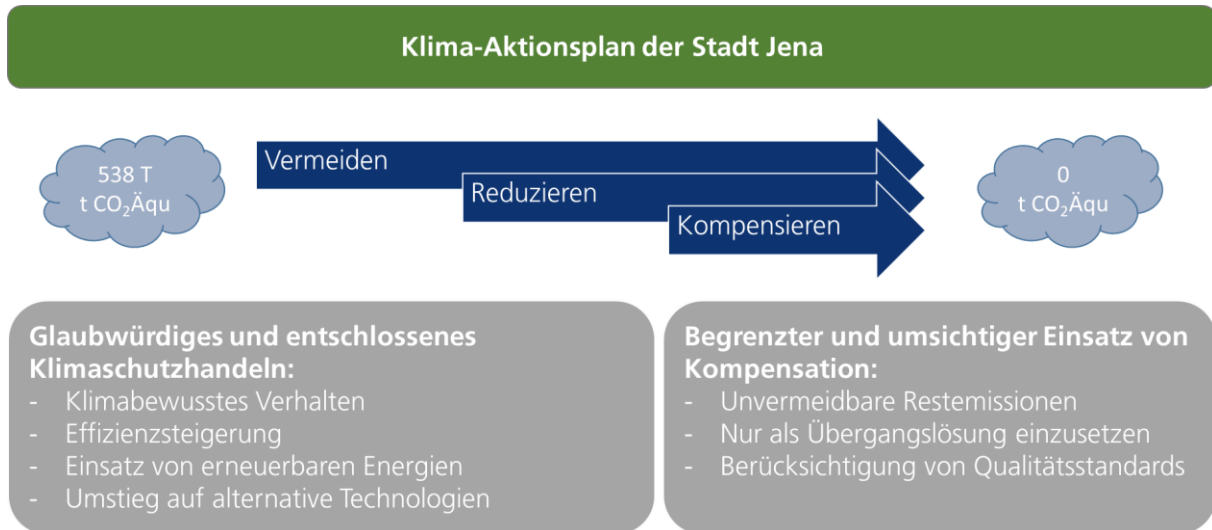 Klima-Aktionsplan der Stadt Jena
538 T
t CO₂Äqu
Vermeiden
Reduzieren
Kompensieren
0
t CO₂Äqu
Glaubwürdiges und entschlossenes
Klimaschutzhandeln:
- Klimabewusstes Verhalten
- Effizienzsteigerung
- Einsatz von erneuerbaren Energien
- Umstieg auf alternative Technologien
Begrenzter und umsichtiger Einsatz von
Kompensation:
- Unvermeidbare Restemissionen
- Nur als Übergangslösung einzusetzen
- Berücksichtigung von Qualitätsstandards